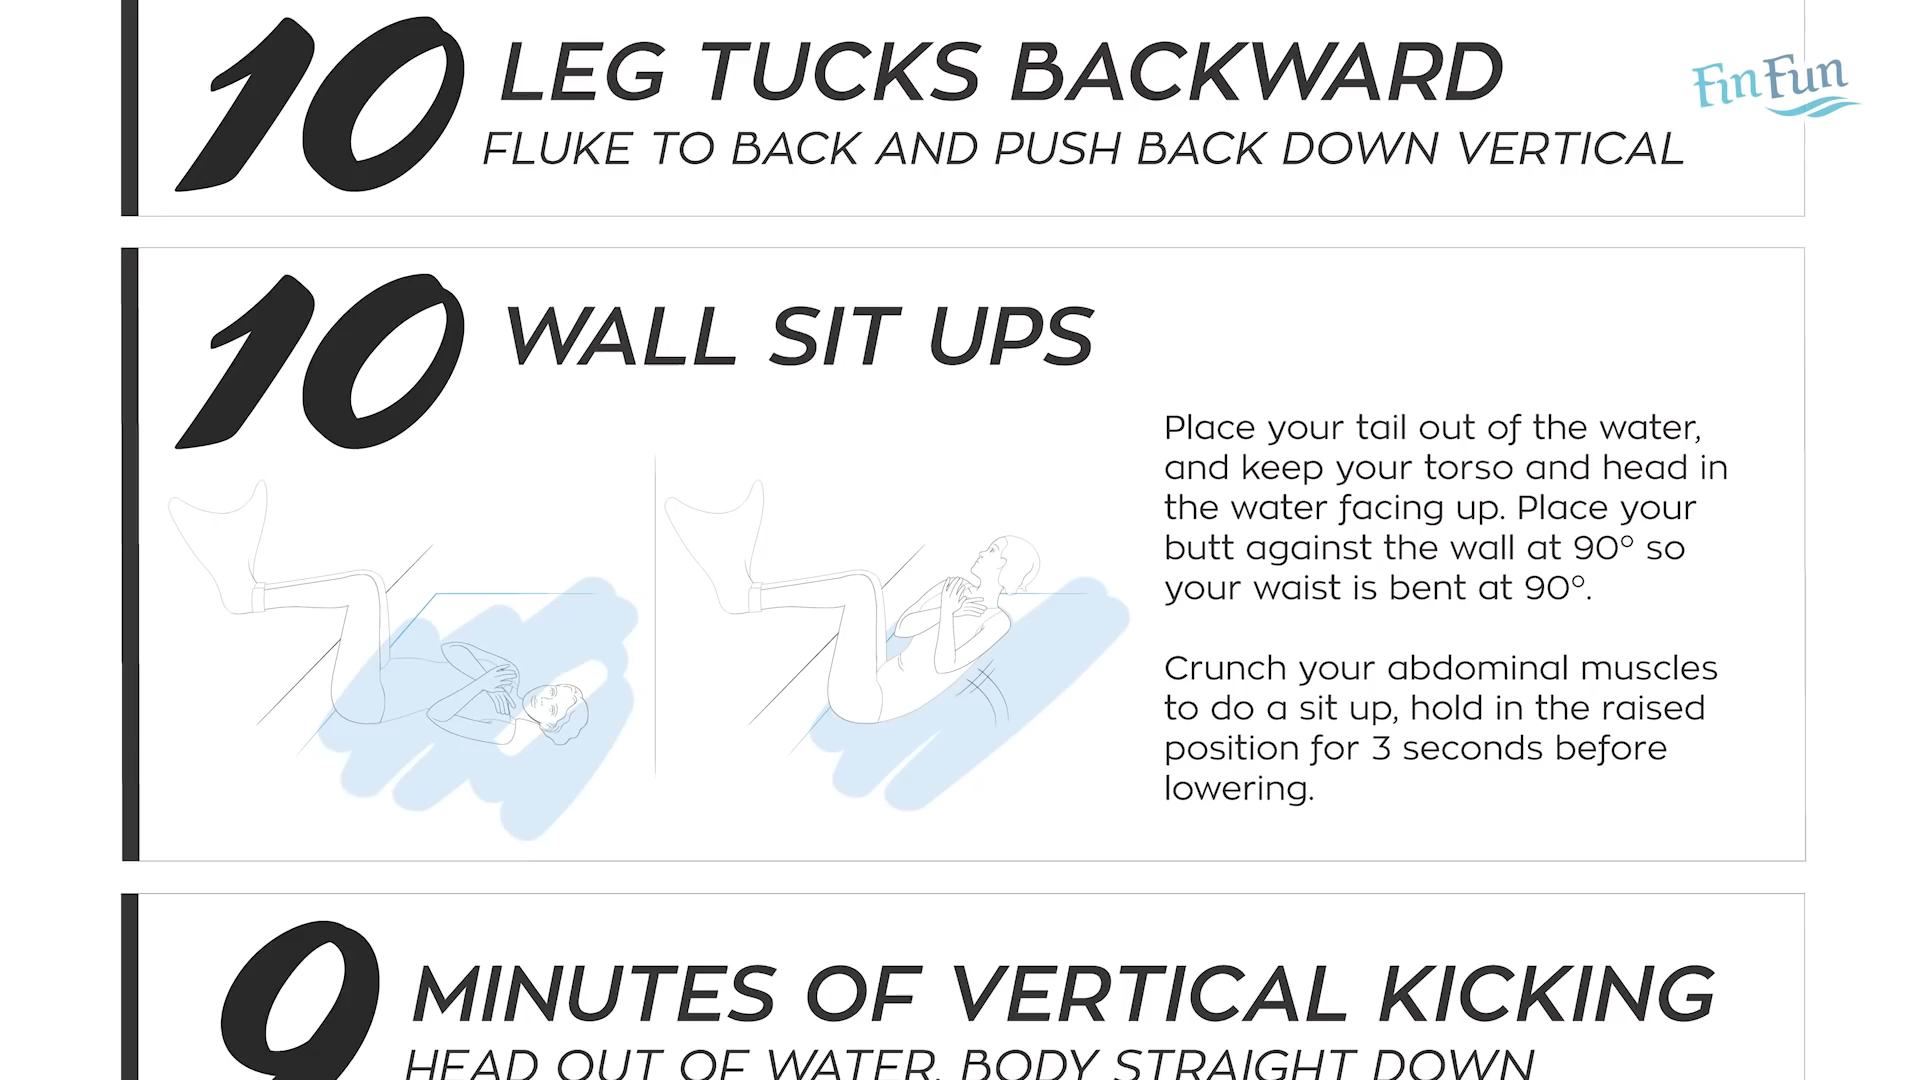 10 LEG TUCKS BACKWARD
FLUKE TO BACK AND PUSH BACK DOWN VERTICAL
FinFun
10 WALL SIT UPS
Place your tail out of the water,
and keep your torso and head in
the water facing up. Place your
butt against the wall at 90° so
your waist is bent at 90°.
Crunch your abdominal muscles
to do a sit up, hold in the raised
position for 3 seconds before
lowering.
9 MINUTES OF VERTICAL KICKING
HEAD OUT OF WATER, BODY STRAIGHT DOWN